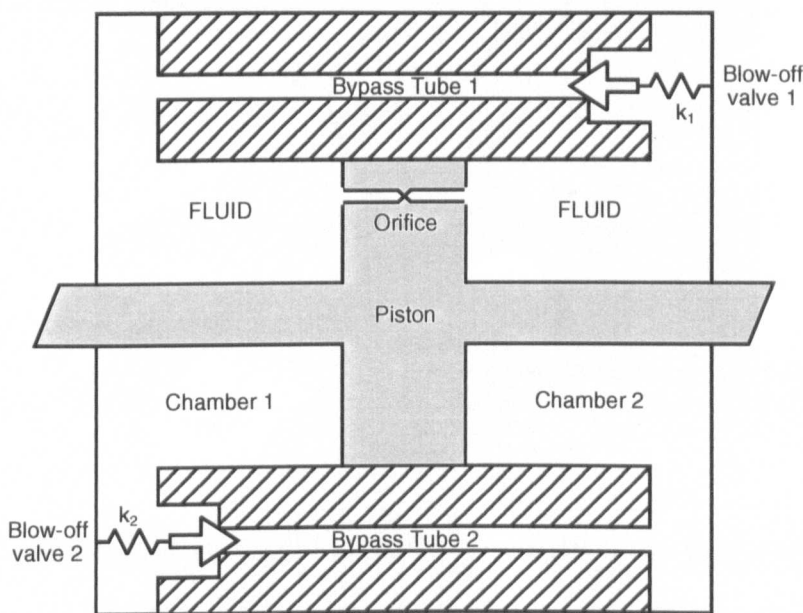 Bypass Tube 1
Blow-off
valve 1
k1
FLUID
FLUID
Orifice
Piston
Chamber 1
Chamber 2
k2
Blow-off
valve 2
Bypass Tube 2